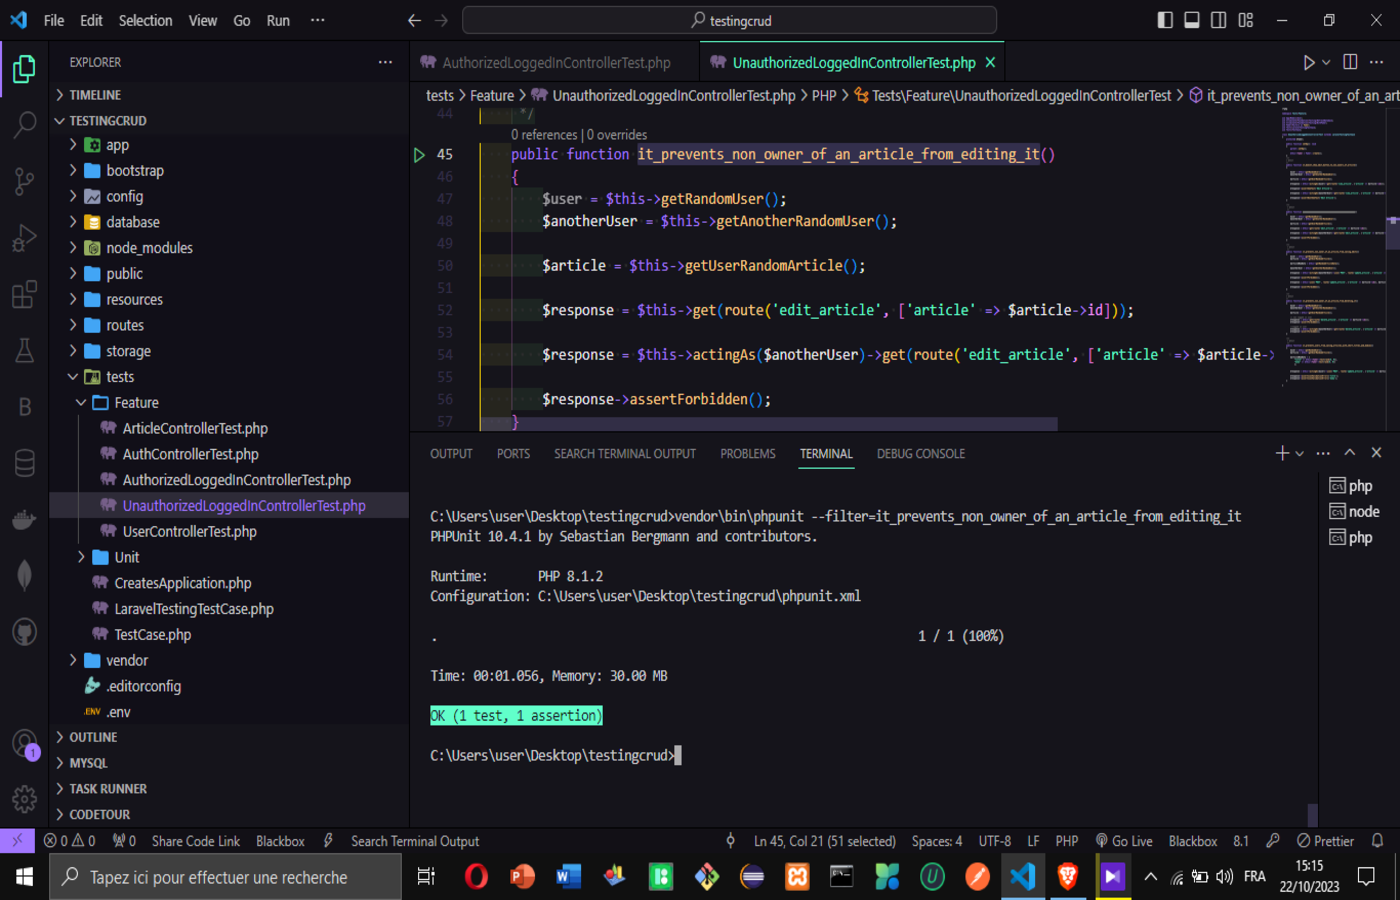 File Edit Selection View Go Run ···
testingcrud
EXPLORER
TIMELINE
TESTINGCRUD
app
bootstrap
config
database
node_modules
public
resources
routes
storage
tests
Feature
ArticleControllerTest.php
AuthControllerTest.php
AuthorizedLoggedInControllerTest.php
UnauthorizedLoggedInControllerTest.php
UserControllerTest.php
Unit
CreatesApplication.php
LaravelTestingTestCase.php
TestCase.php
vendor
.editorconfig
.ENV .env
OUTLINE
MYSQL
TASK RUNNER
CODETOUR
1
AuthorizedLoggedInControllerTest.php UnauthorizedLoggedInControllerTest.php
tests > Feature > UnauthorizedLoggedInControllerTest.php > PHP > Tests\Feature\UnauthorizedLoggedInControllerTest > it_prevents_non_owner_of_an_art
44 */
0 references | 0 overrides
45 public function it_prevents_non_owner_of_an_article_from_editing_it()
46 {
47 $user = $this->getRandomUser();
48 $anotherUser = $this->getAnotherRandomUser();
49
50 $article = $this->getUserRandomArticle();
51
52 $response = $this->get(route('edit_article', ['article' => $article->id]));
53
54 $response = $this->actingAs($anotherUser)->get(route('edit_article', ['article' => $article->
55
56 $response->assertForbidden();
57 }
OUTPUT PORTS SEARCH TERMINAL OUTPUT PROBLEMS TERMINAL DEBUG CONSOLE
C:\Users\user\Desktop\testingcrud>vendor\bin\phpunit --filter=it_prevents_non_owner_of_an_article_from_editing_it
PHPUnit 10.4.1 by Sebastian Bergmann and contributors.
Runtime: PHP 8.1.2
Configuration: C:\Users\user\Desktop\testingcrud\phpunit.xml
. 1 / 1 (100%)
Time: 00:01.056, Memory: 30.00 MB
OK (1 test, 1 assertion)
C:\Users\user\Desktop\testingcrud>
php
node
php
0 0 0 Share Code Link Blackbox Search Terminal Output Ln 45, Col 21 (51 selected) Spaces: 4 UTF-8 LF PHP Go Live Blackbox 8.1 Prettier
Tapez ici pour effectuer une recherche
FRA
15:15
22/10/2023